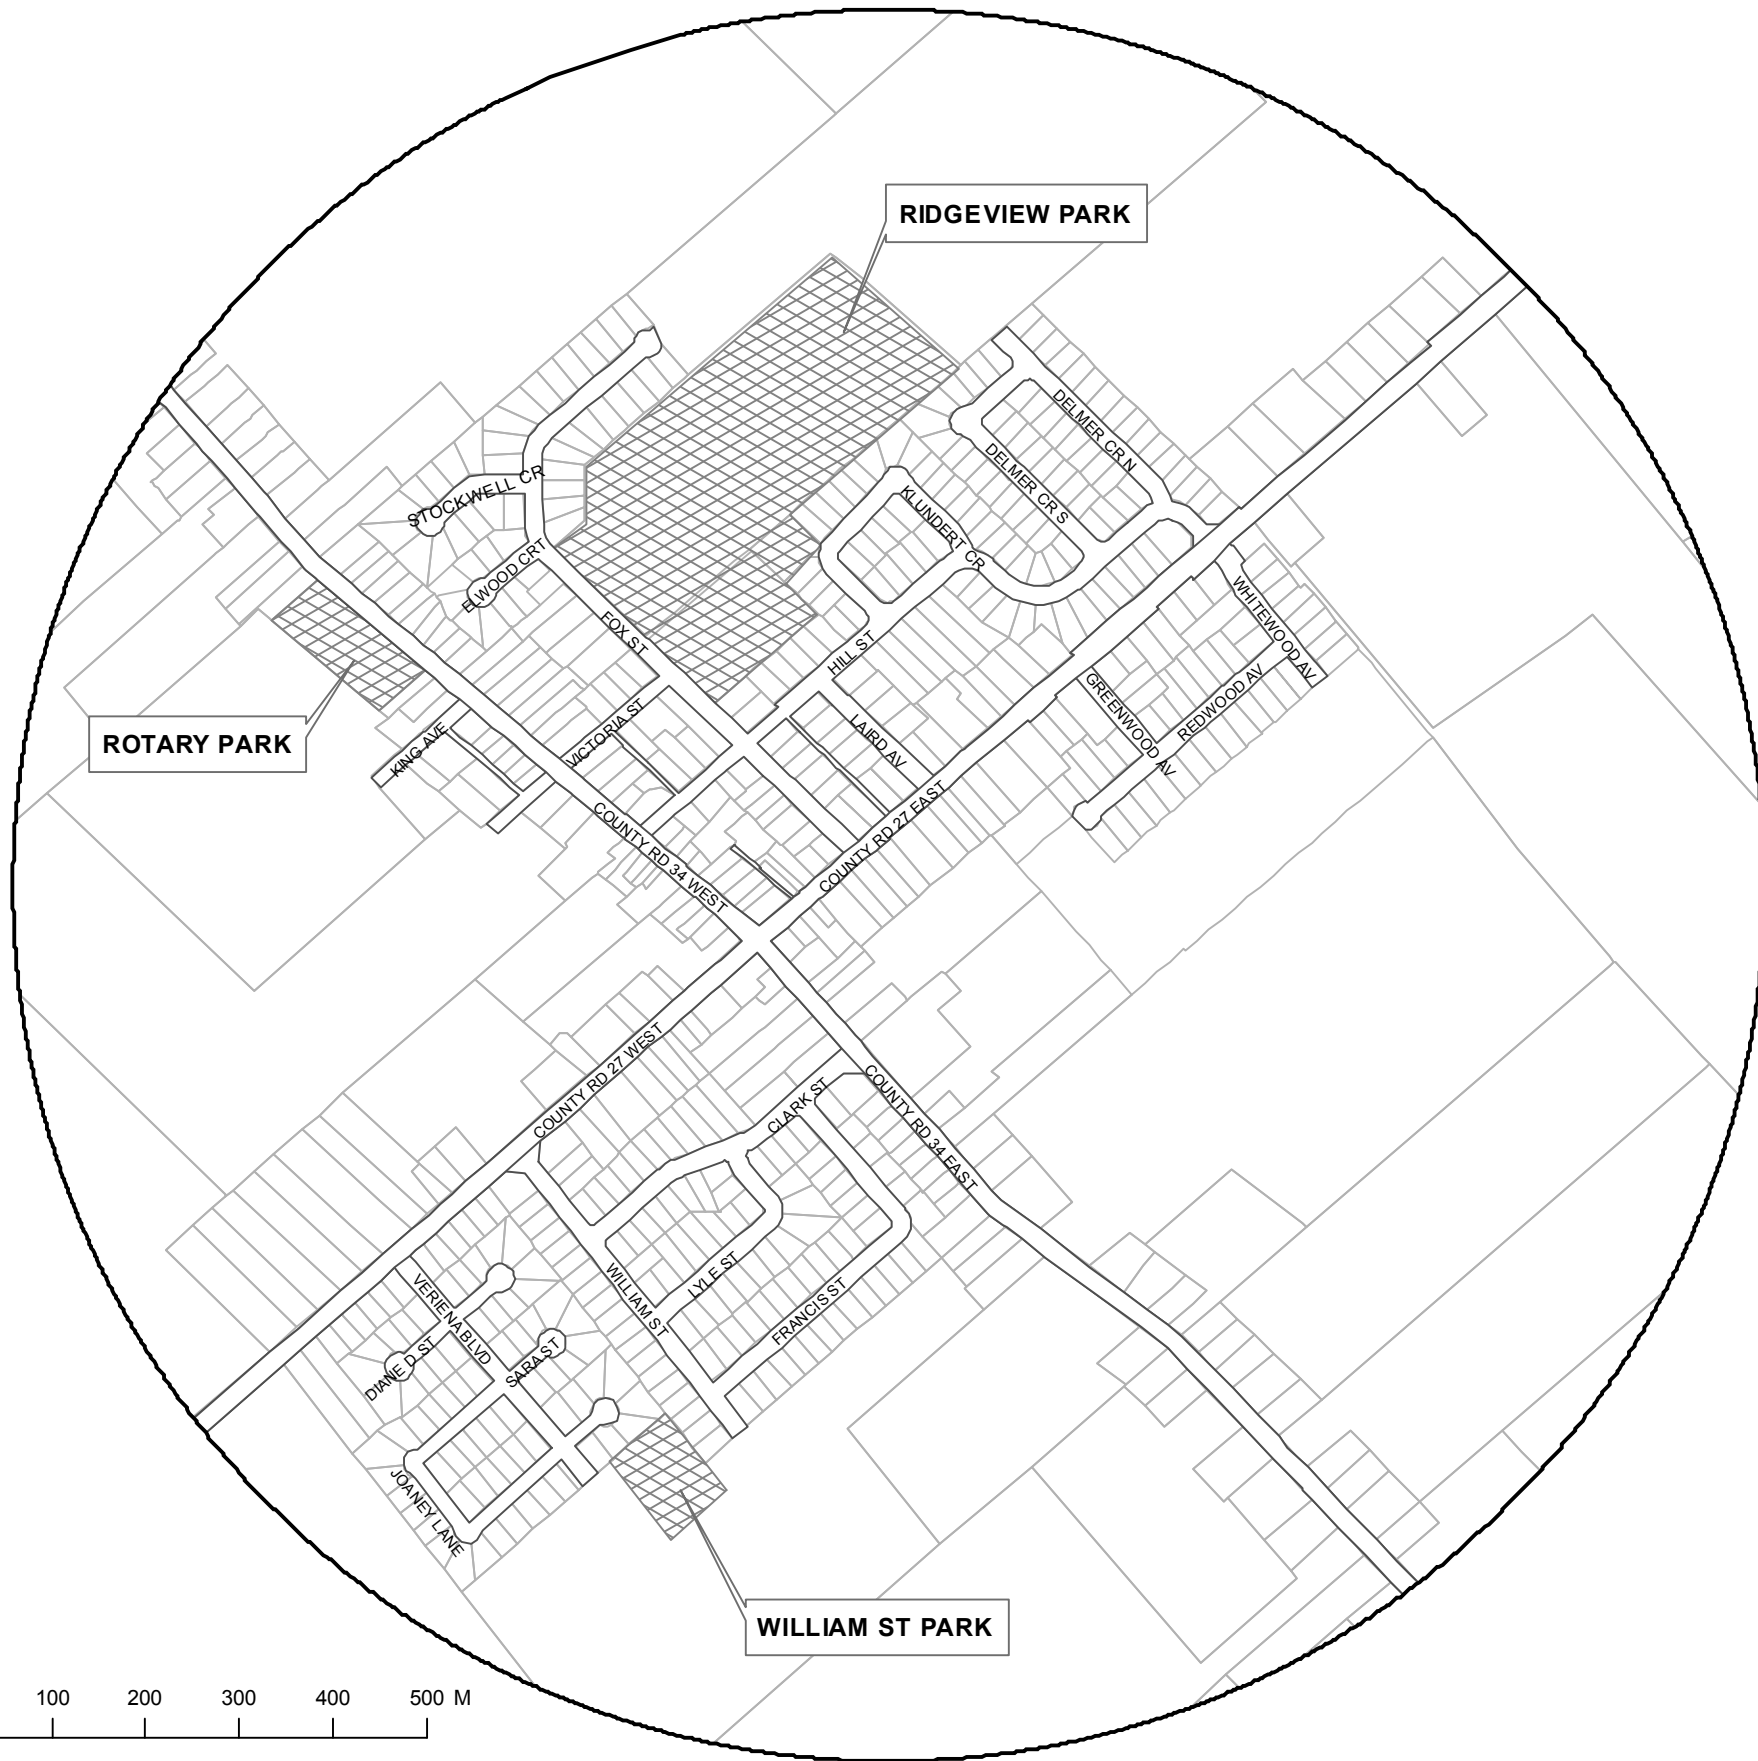 RIDGEVIEW PARK
DELMER CR N
DELMER CR S
STOCKWELL CR
KLUNDERT CR
ELWOOD CRT
WHITEWOOD AV
FOX ST
HILL ST
GREENWOOD AV
REDWOOD AV
ROTARY PARK
KING AVE
VICTORIA ST
LAIRD AV
COUNTY RD 34 WEST
COUNTY RD 27 EAST
COUNTY RD 27 WEST
CLARK ST
COUNTY RD 34 EAST
WILLIAM ST
LYLE ST
FRANCIS ST
VERIENA BLVD
DIANE D ST
SARA ST
JOANEY LANE
WILLIAM ST PARK
100 200 300 400 500 M